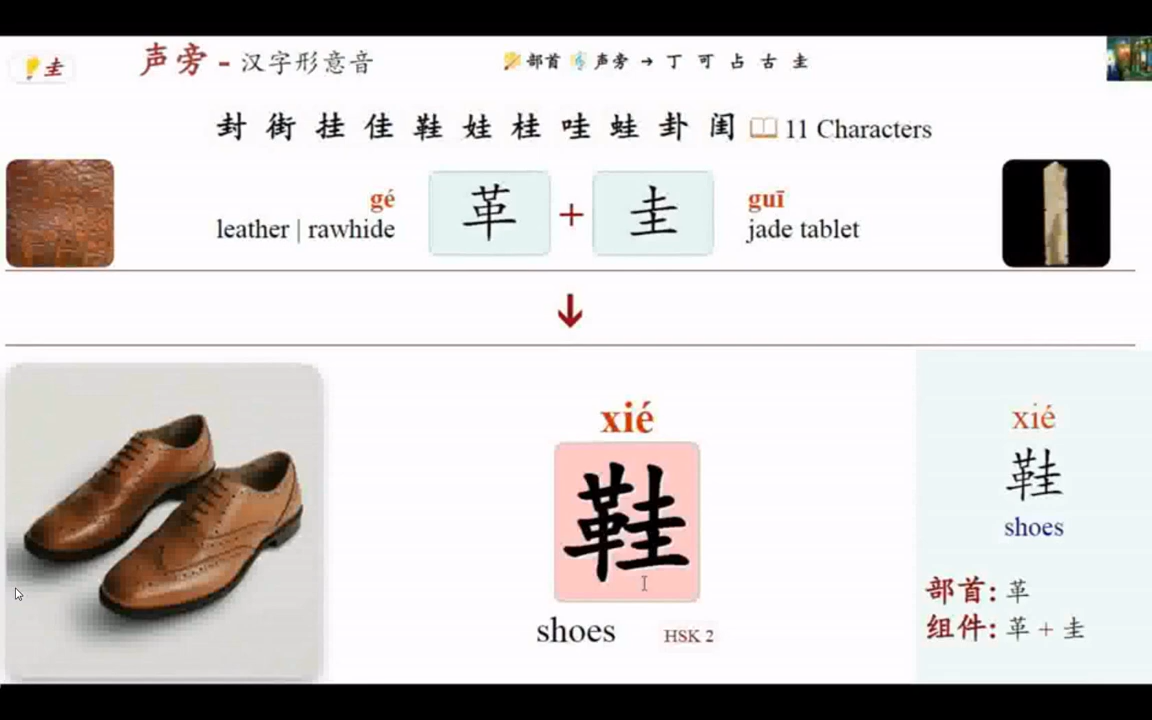 圭
声旁 - 汉字形意音
部首 声旁 → 丁 可 占 古 圭
封 街 挂 佳 鞋 娃 桂 哇 蛙 卦 闺 11 Characters
gé
leather | rawhide
革 + 圭
guī
jade tablet
xié
鞋
shoes HSK 2
xié
鞋
shoes
部首: 革
组件: 革 + 圭